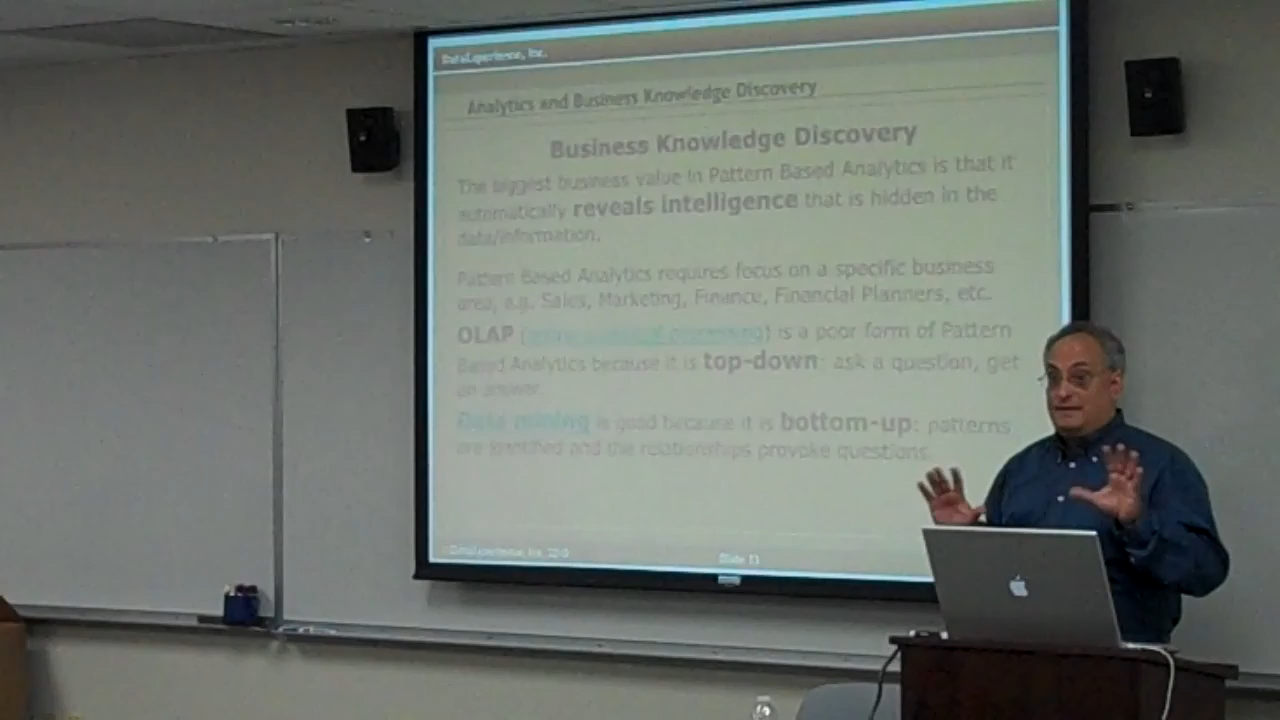 DataExperience, Inc.
Analytics and Business Knowledge Discovery
Business Knowledge Discovery
The biggest business value in Pattern Based Analytics is that it
automatically reveals intelligence that is hidden in the
data/information.
Pattern Based Analytics requires focus on a specific business
area, e.g. Sales, Marketing, Finance, Financial Planners, etc.
OLAP (online analytical processing) is a poor form of Pattern
Based Analytics because it is top-down: ask a question, get
an answer.
Data mining is good because it is bottom-up: patterns
are identified and the relationships provoke questions.
DataExperience, Inc. 2010
Slide 13